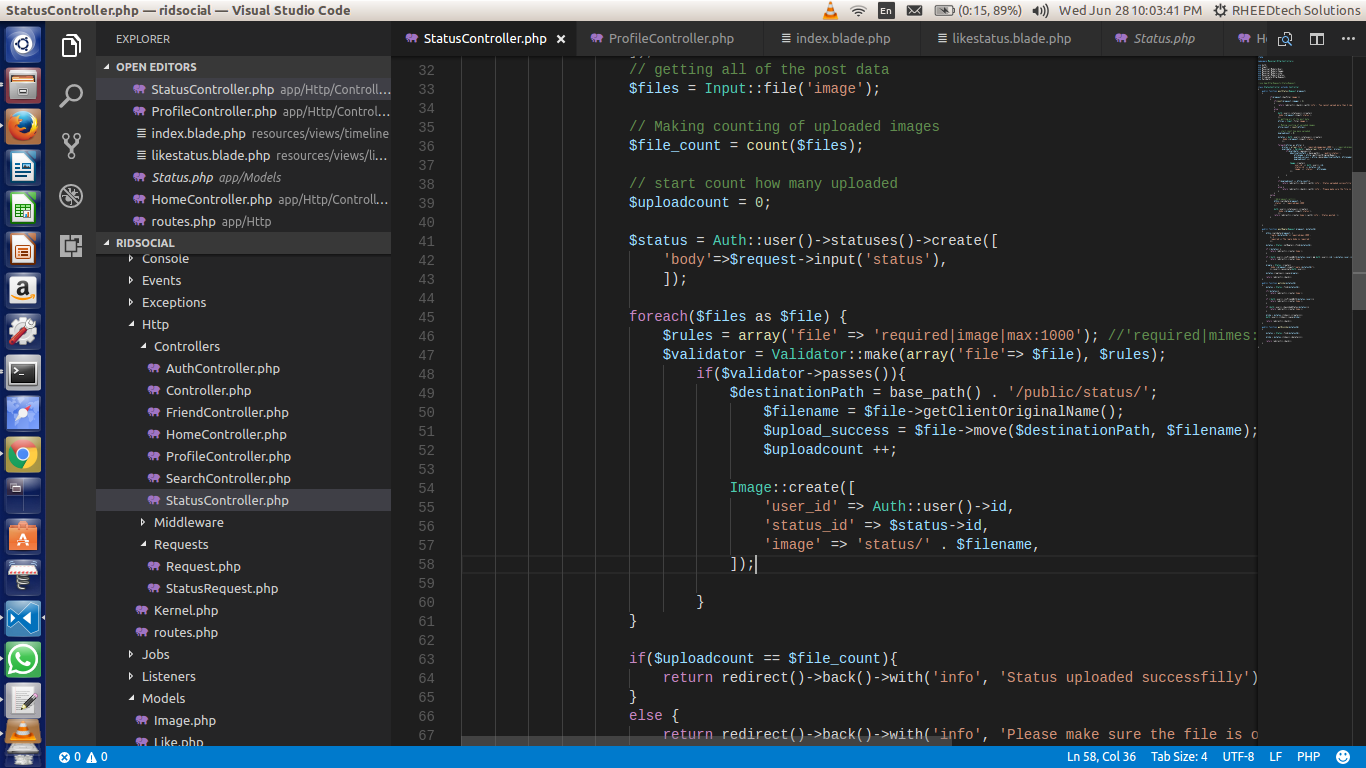 StatusController.php — ridsocial — Visual Studio Code
En
(0:15, 89%)
Wed Jun 28 10:03:41 PM
RHEEDtech Solutions
EXPLORER
OPEN EDITORS
StatusController.php app/Http/Controll...
ProfileController.php app/Http/Control...
index.blade.php resources/views/timeline
likestatus.blade.php resources/views/li...
Status.php app/Models
HomeController.php app/Http/Controll...
routes.php app/Http
RIDSOCIAL
Console
Events
Exceptions
Http
Controllers
AuthController.php
Controller.php
FriendController.php
HomeController.php
ProfileController.php
SearchController.php
StatusController.php
Middleware
Requests
Request.php
StatusRequest.php
Kernel.php
routes.php
Jobs
Listeners
Models
Image.php
Like.php
StatusController.php
ProfileController.php
index.blade.php
likestatus.blade.php
Status.php
32 // getting all of the post data
33 $files = Input::file('image');
34
35 // Making counting of uploaded images
36 $file_count = count($files);
37
38 // start count how many uploaded
39 $uploadcount = 0;
40
41 $status = Auth::user()->statuses()->create([
42 'body'=>$request->input('status'),
43 ]);
44
45 foreach($files as $file) {
46 $rules = array('file' => 'required|image|max:1000'); //'required|mimes:
47 $validator = Validator::make(array('file'=> $file), $rules);
48 if($validator->passes()){
49 $destinationPath = base_path() . '/public/status/';
50 $filename = $file->getClientOriginalName();
51 $upload_success = $file->move($destinationPath, $filename);
52 $uploadcount ++;
53
54 Image::create([
55 'user_id' => Auth::user()->id,
56 'status_id' => $status->id,
57 'image' => 'status/' . $filename,
58 ]);
59
60 }
61 }
62
63 if($uploadcount == $file_count){
64 return redirect()->back()->with('info', 'Status uploaded successfilly')
65 }
66 else {
67 return redirect()->back()->with('info', 'Please make sure the file is o
0
0
Ln 58, Col 36
Tab Size: 4
UTF-8
LF
PHP